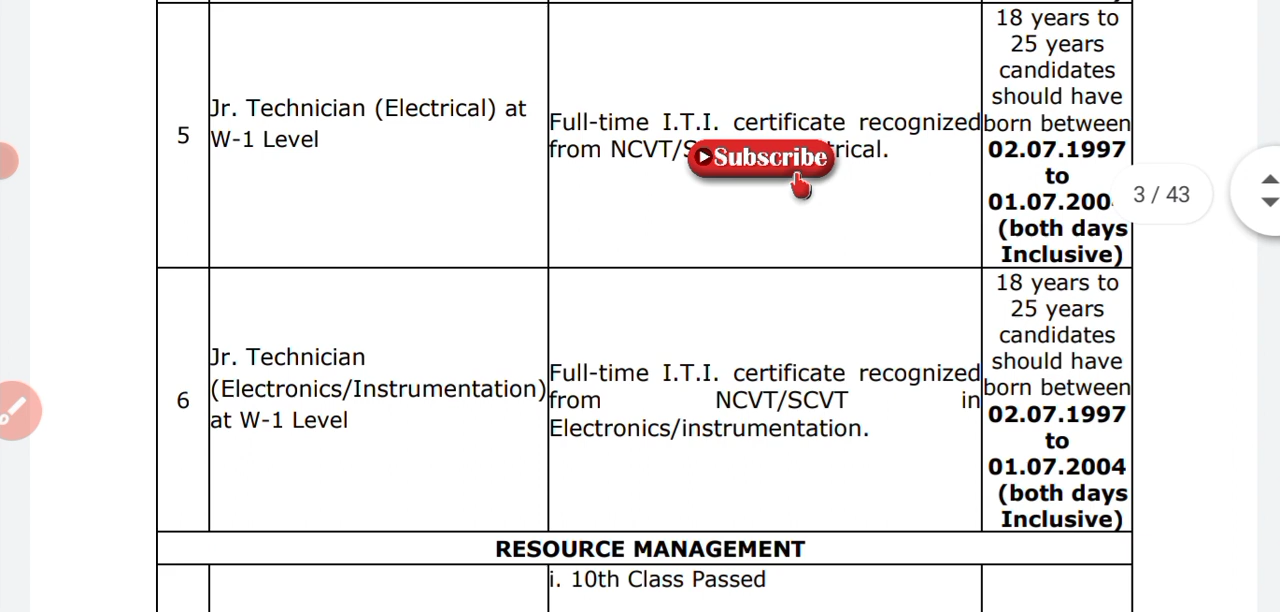 18 years to
25 years
candidates
should have
born between
02.07.1997
to
01.07.200
(both days
Inclusive)
5
Jr. Technician (Electrical) at
W-1 Level
Full-time I.T.I. certificate recognized
from NCVT/S
Subscribe
3 / 43
6
Jr. Technician
(Electronics/Instrumentation)
at W-1 Level
Full-time I.T.I. certificate recognized
from NCVT/SCVT in
Electronics/instrumentation.
18 years to
25 years
candidates
should have
born between
02.07.1997
to
01.07.2004
(both days
Inclusive)
RESOURCE MANAGEMENT
i. 10th Class Passed